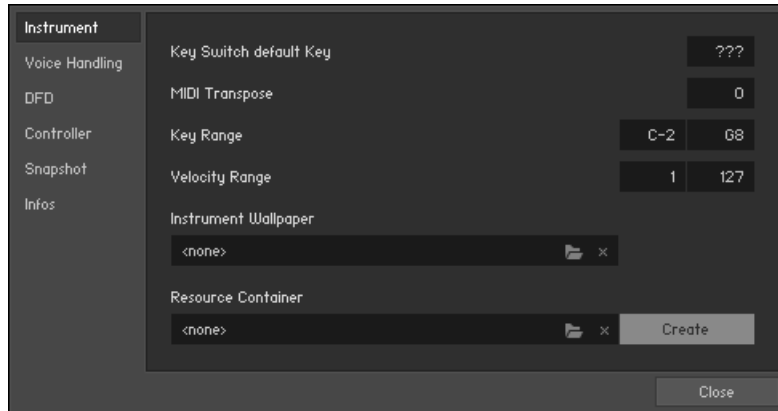 Instrument
Voice Handling
DFD
Controller
Snapshot
Infos
Key Switch default Key ???
MIDI Transpose 0
Key Range C-2 G8
Velocity Range 1 127
Instrument Wallpaper
<none> ×
Resource Container
<none> × Create
Close